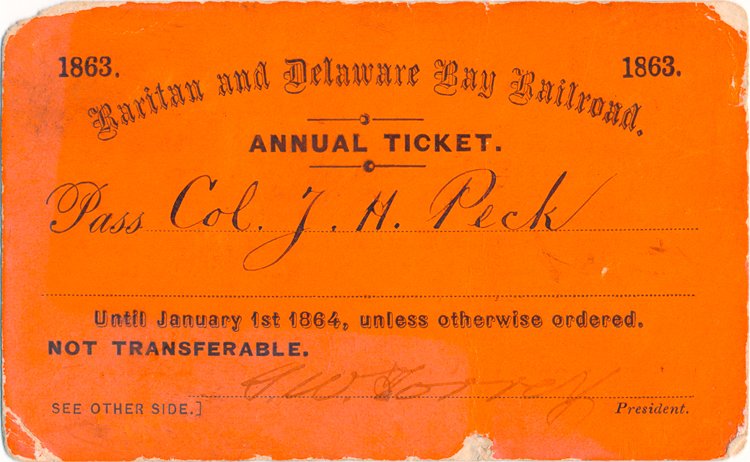 1863. 1863.
Raritan and Delaware Bay Railroad.
ANNUAL TICKET.
Pass Col. J. H. Peck
Until January 1st 1864, unless otherwise ordered.
NOT TRANSFERABLE.
SEE OTHER SIDE.] President.